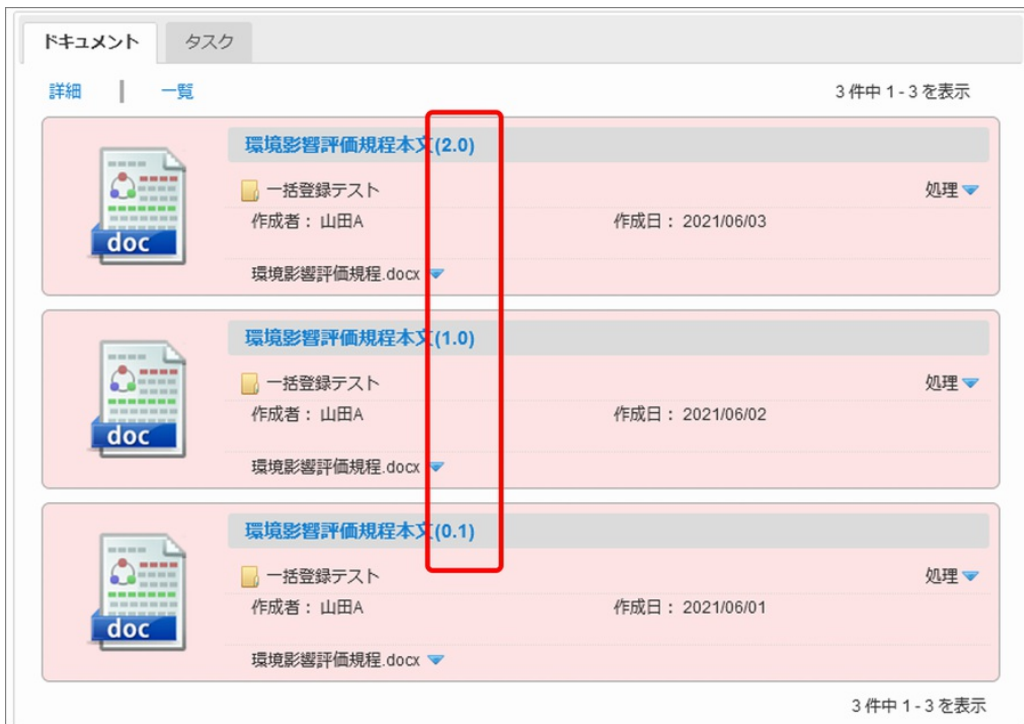 ドキュメント タスク
詳細 | 一覧 3 件中 1 - 3 を表示
環境影響評価規程本文(2.0)
一括登録テスト 処理
作成者： 山田A 作成日： 2021/06/03
doc
環境影響評価規程.docx
環境影響評価規程本文(1.0)
一括登録テスト 処理
作成者： 山田A 作成日： 2021/06/02
doc
環境影響評価規程.docx
環境影響評価規程本文(0.1)
一括登録テスト 処理
作成者： 山田A 作成日： 2021/06/01
doc
環境影響評価規程.docx
3 件中 1 - 3 を表示